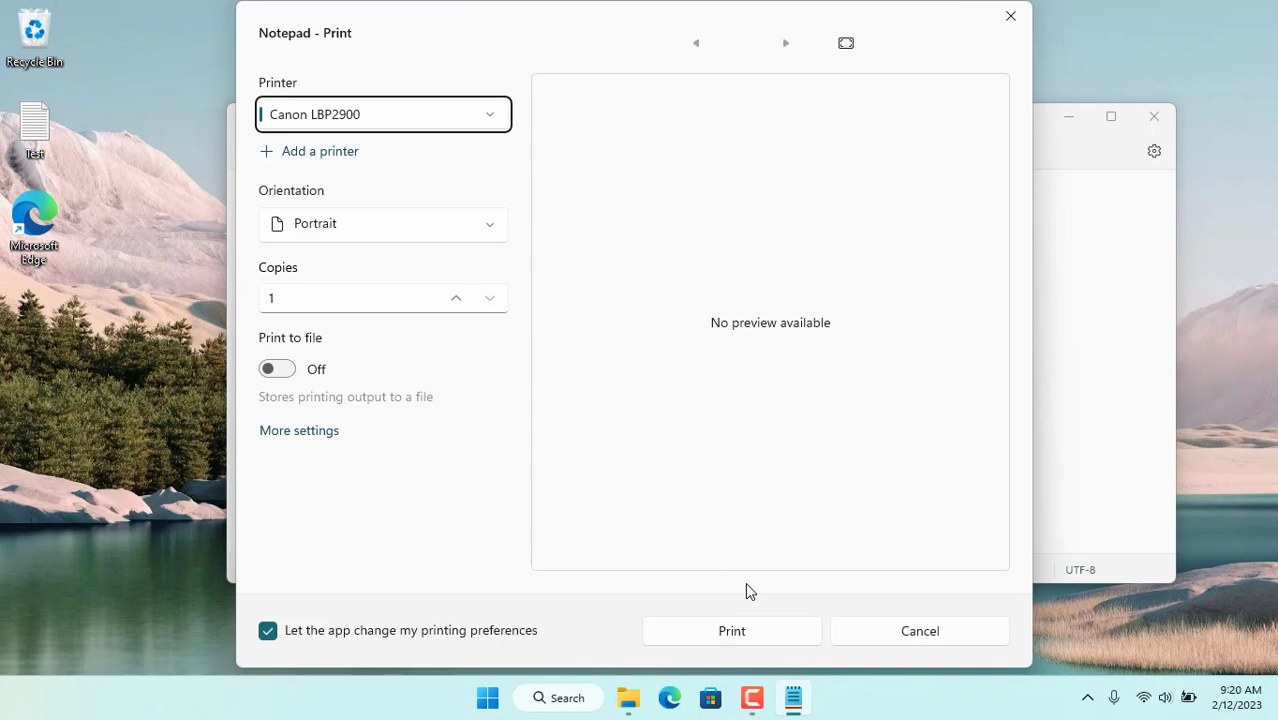 Recycle Bin
Test
Microsoft
Edge
Notepad - Print
Printer
Canon LBP2900
Add a printer
Orientation
Portrait
Copies
1
Print to file
Off
Stores printing output to a file
More settings
No preview available
Let the app change my printing preferences
Print
Cancel
UTF-8
Search
9:20 AM
2/12/2023